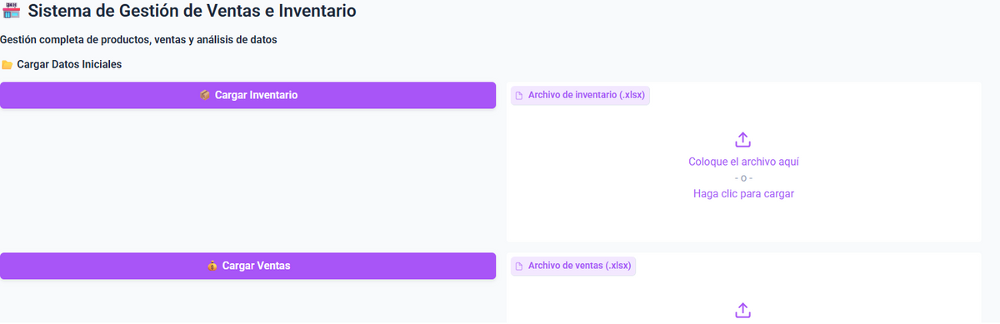 Sistema de Gestión de Ventas e Inventario
Gestión completa de productos, ventas y análisis de datos
Cargar Datos Iniciales
Cargar Inventario
Archivo de inventario (.xlsx)
Coloque el archivo aquí
- o -
Haga clic para cargar
Cargar Ventas
Archivo de ventas (.xlsx)